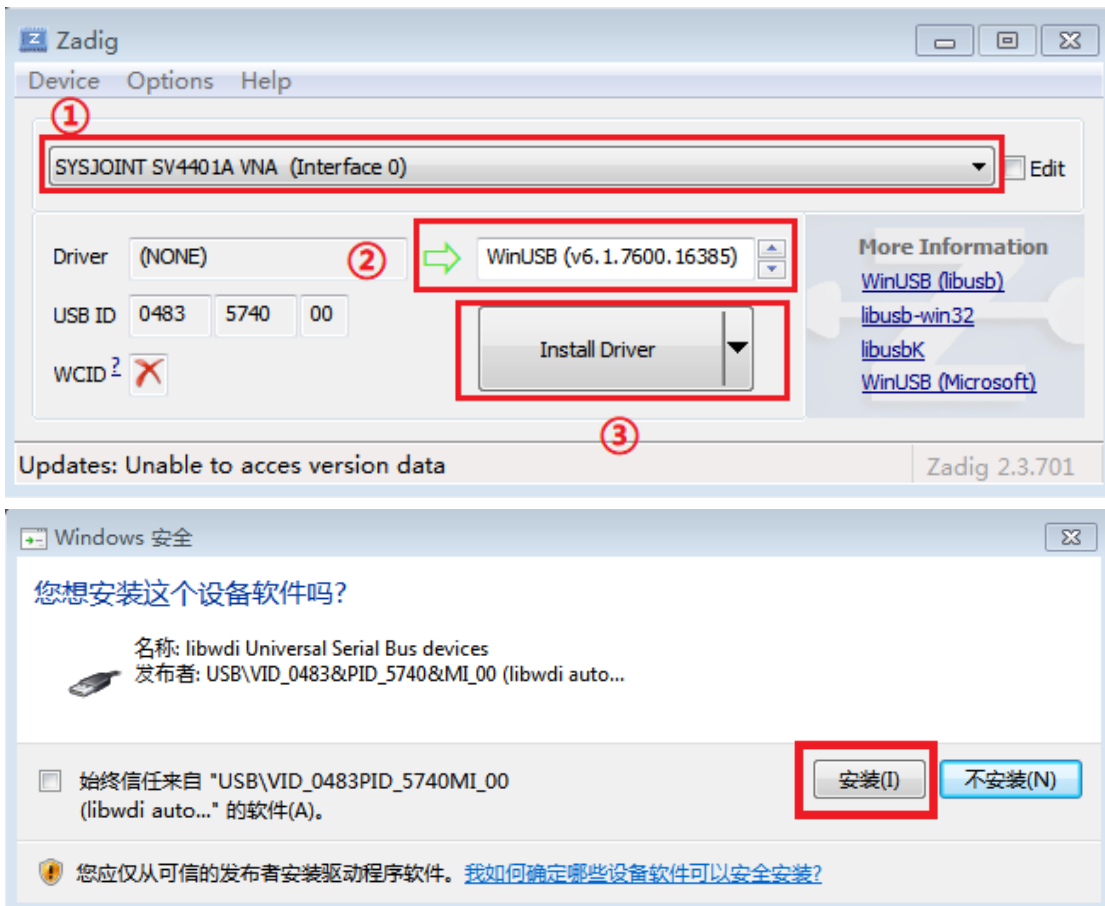 Zadig
Device Options Help
①
SYSJOINT SV4401A VNA (Interface 0)
Edit
Driver (NONE) ② WinUSB (v6.1.7600.16385)
USB ID 0483 5740 00
WCID ?
Install Driver
③
More Information
WinUSB (libusb)
libusb-win32
libusbK
WinUSB (Microsoft)
Updates: Unable to acces version data
Zadig 2.3.701
Windows 安全
您想安装这个设备软件吗?
名称: libwdi Universal Serial Bus devices
发布者: USB\VID_0483&PID_5740&MI_00 (libwdi auto...
始终信任来自 "USB\VID_0483PID_5740MI_00
(libwdi auto..." 的软件(A)。
安装(I)
不安装(N)
您应仅从可信的发布者安装驱动程序软件。我如何确定哪些设备软件可以安全安装?